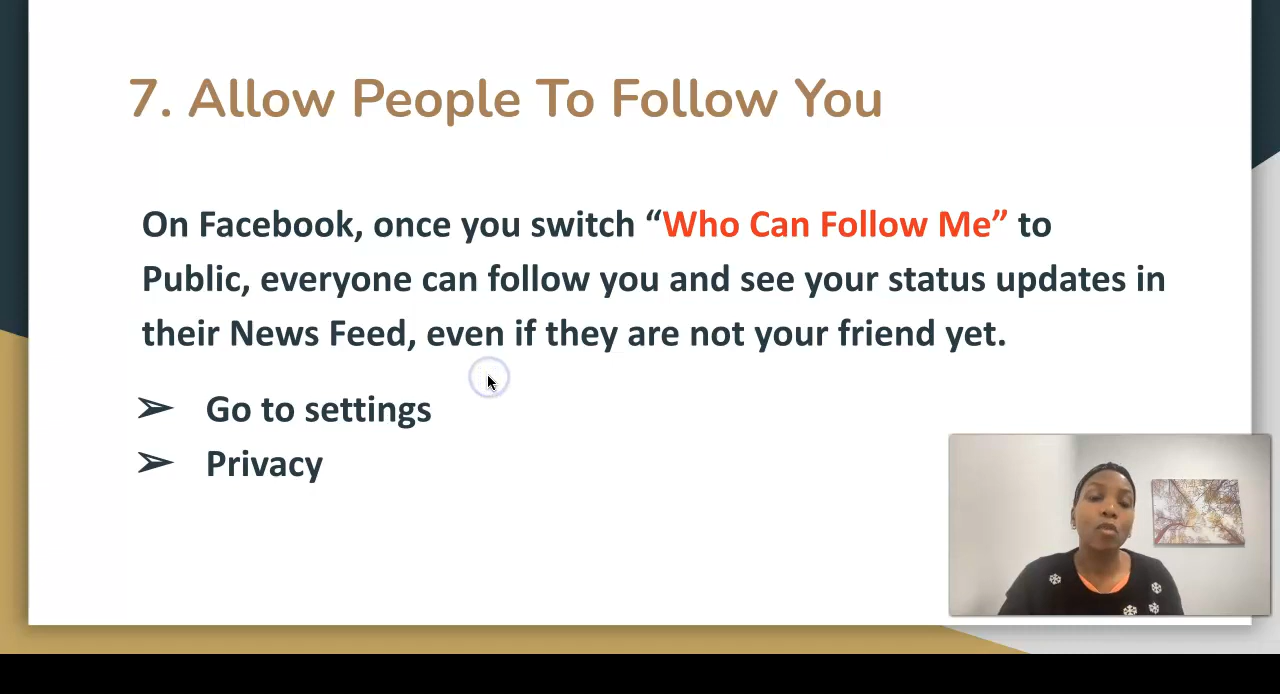 7. Allow People To Follow You
On Facebook, once you switch “Who Can Follow Me” to
Public, everyone can follow you and see your status updates in
their News Feed, even if they are not your friend yet.
➢ Go to settings
➢ Privacy